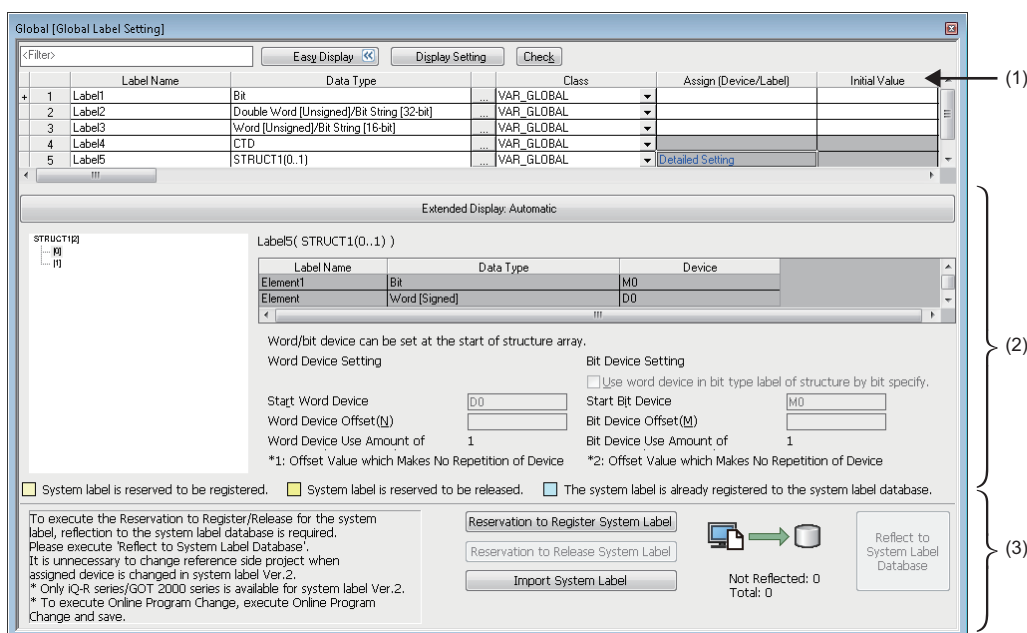 Global [Global Label Setting]
<Filter> Easy Display Display Setting Check
Label Name Data Type Class Assign (Device/Label) Initial Value (1)
+ 1 Label1 Bit ... VAR_GLOBAL
2 Label2 Double Word [Unsigned]/Bit String [32-bit] ... VAR_GLOBAL
3 Label3 Word [Unsigned]/Bit String [16-bit] ... VAR_GLOBAL
4 Label4 CTD ... VAR_GLOBAL
5 Label5 STRUCT1(0..1) ... VAR_GLOBAL Detailed Setting
Extended Display: Automatic
STRUCT1[2]
[0]
[1]
Label5( STRUCT1(0..1) )
Label Name Data Type Device
Element1 Bit M0
Element Word [Signed] D0
Word/bit device can be set at the start of structure array.
(2)
Word Device Setting Bit Device Setting
Use word device in bit type label of structure by bit specify.
Start Word Device D0 Start Bit Device M0
Word Device Offset(N) Bit Device Offset(M)
Word Device Use Amount of 1 Bit Device Use Amount of 1
*1: Offset Value which Makes No Repetition of Device *2: Offset Value which Makes No Repetition of Device
System label is reserved to be registered. System label is reserved to be released. The system label is already registered to the system label database.
To execute the Reservation to Register/Release for the system
label, reflection to the system label database is required.
Please execute 'Reflect to System Label Database'.
It is unnecessary to change reference side project when
assigned device is changed in system label Ver.2.
* Only iQ-R series/GOT 2000 series is available for system label Ver.2.
* To execute Online Program Change, execute Online Program
Change and save.
Reservation to Register System Label
Reservation to Release System Label
Import System Label
Not Reflected: 0
Total: 0
Reflect to
System Label
Database
(3)